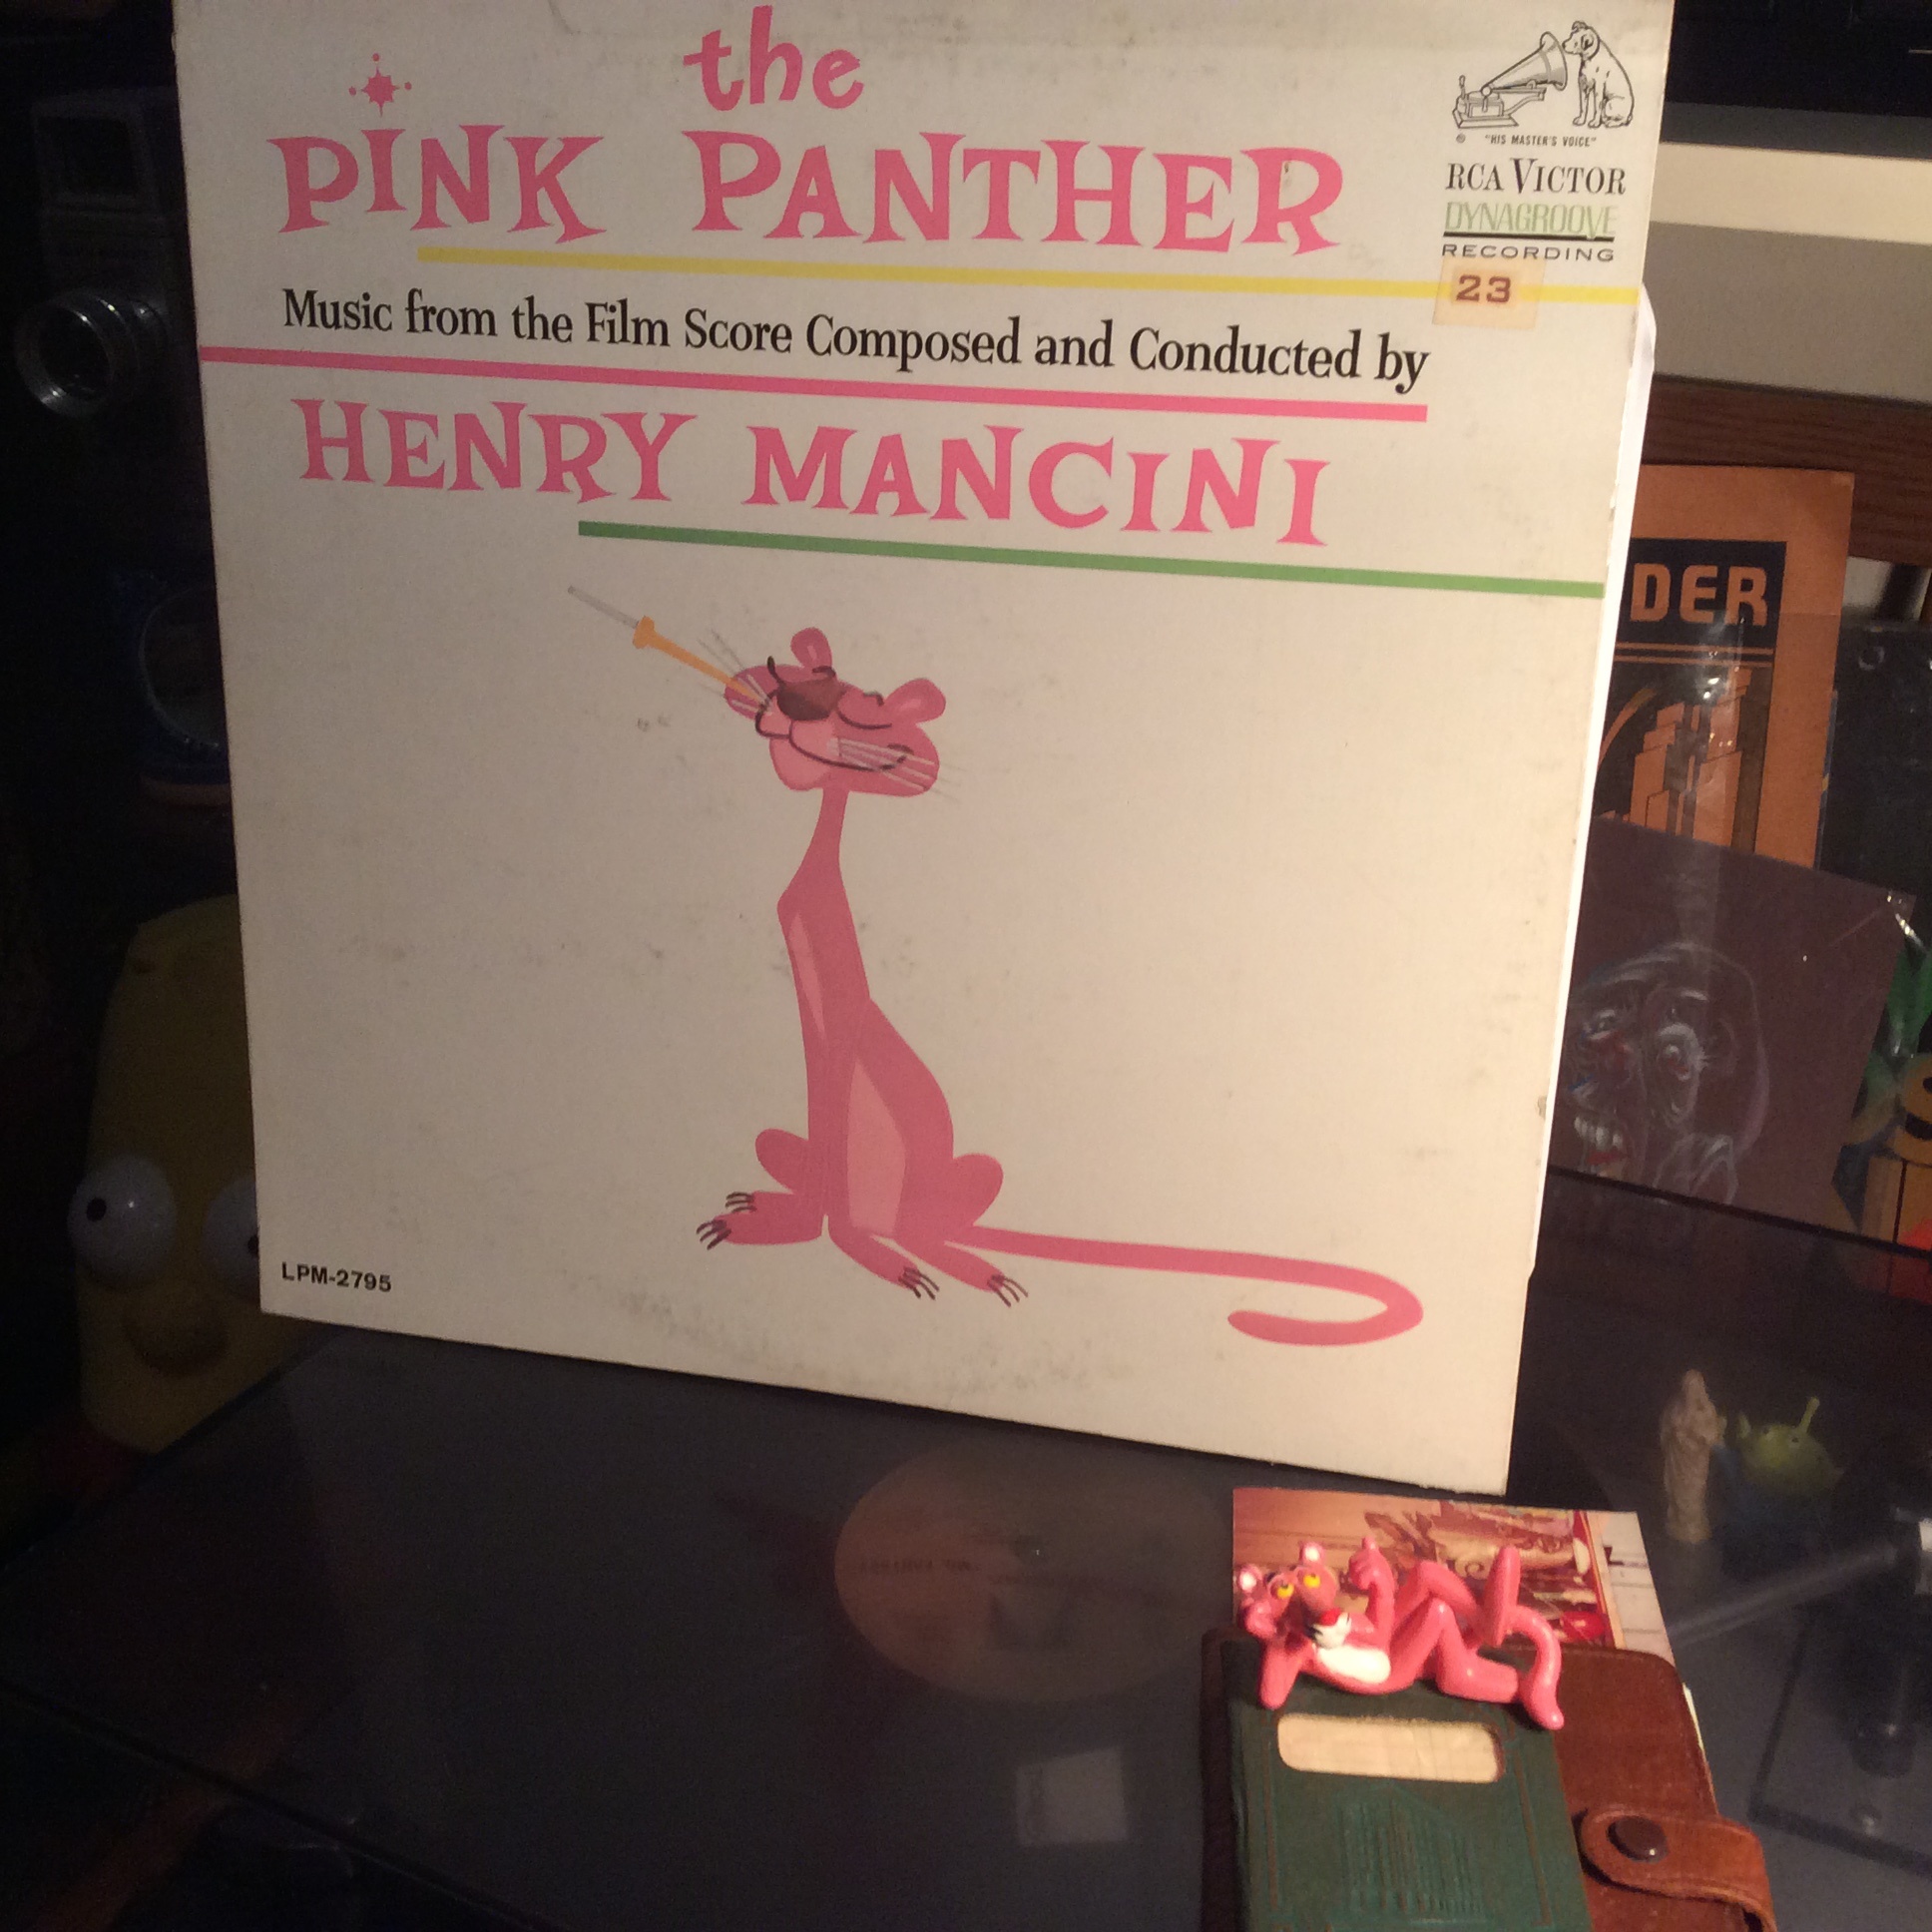 the
PINK PANTHER
Music from the Film Score Composed and Conducted by
HENRY MANCINI
© "HIS MASTER'S VOICE"
RCA VICTOR
DYNAGROOVE
RECORDING
23
DER
LPM-2795